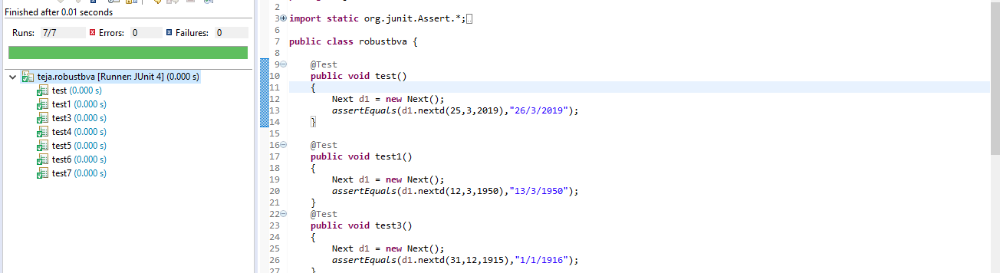 Finished after 0.01 seconds
Runs: 7/7 Errors: 0 Failures: 0
teja.robustbva [Runner: JUnit 4] (0.000 s)
test (0.000 s)
test1 (0.000 s)
test3 (0.000 s)
test4 (0.000 s)
test5 (0.000 s)
test6 (0.000 s)
test7 (0.000 s)
2
3 import static org.junit.Assert.*;
6
7 public class robustbva {
8
9 @Test
10 public void test()
11 {
12 Next d1 = new Next();
13 assertEquals(d1.nextd(25,3,2019),"26/3/2019");
14 }
15
16 @Test
17 public void test1()
18 {
19 Next d1 = new Next();
20 assertEquals(d1.nextd(12,3,1950),"13/3/1950");
21 }
22 @Test
23 public void test3()
24 {
25 Next d1 = new Next();
26 assertEquals(d1.nextd(31,12,1915),"1/1/1916");
27 }